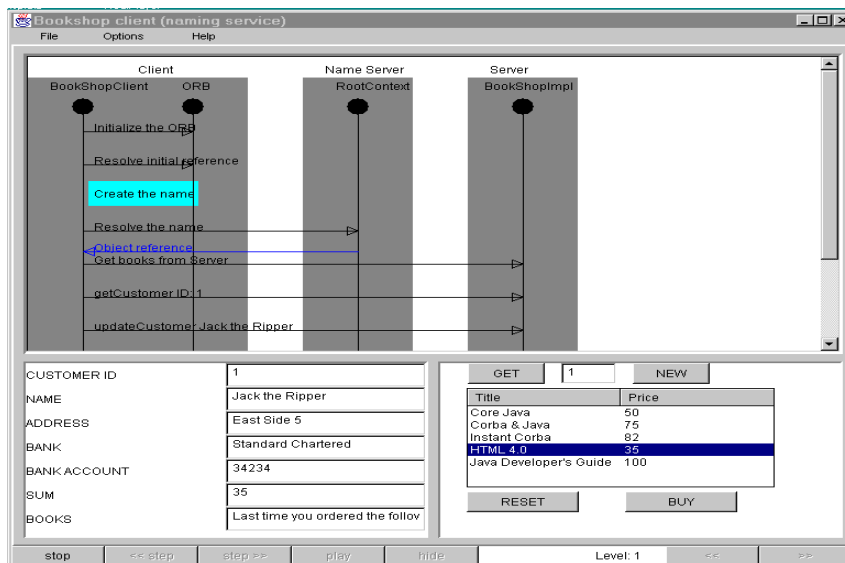 Bookshop client (naming service)
File Options Help
Client Name Server Server
BookShopClient ORB RootContext BookShopImpl
Initialize the ORB
Resolve initial reference
Create the name
Resolve the name
Object reference
Get books from Server
getCustomer ID: 1
updateCustomer Jack the Ripper
CUSTOMER ID 1
NAME Jack the Ripper
ADDRESS East Side 5
BANK Standard Chartered
BANK ACCOUNT 34234
SUM 35
BOOKS Last time you ordered the follov
GET 1 NEW
Title Price
Core Java 50
Corba & Java 75
Instant Corba 82
HTML 4.0 35
Java Developer's Guide 100
RESET BUY
stop << step step >> play hide Level: 1 << >>